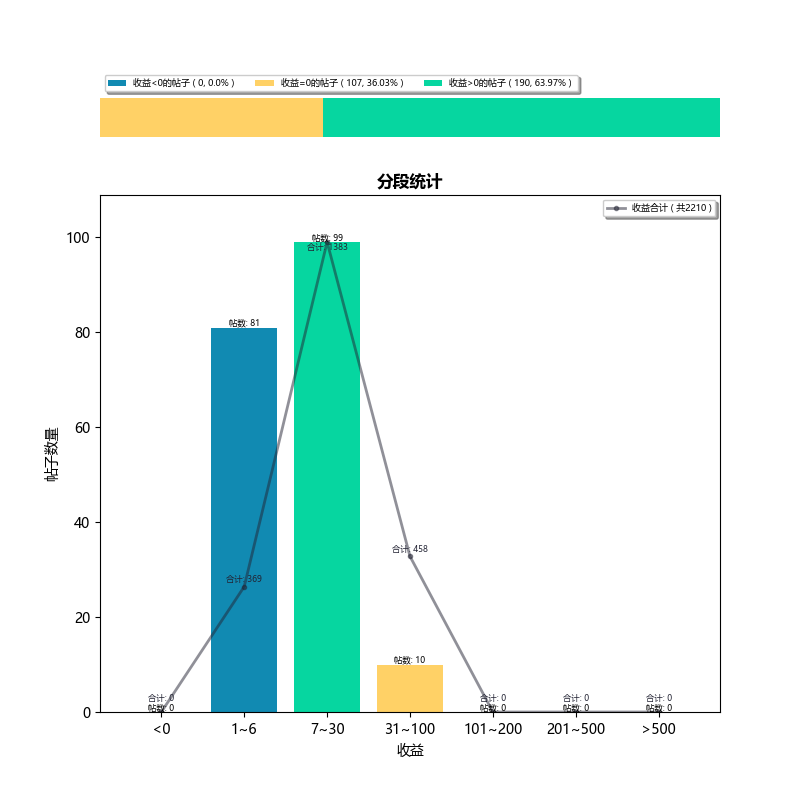 收益<0的帖子 ( 0, 0.0% ) 收益=0的帖子 ( 107, 36.03% ) 收益>0的帖子 ( 190, 63.97% )
分段统计
收益合计 ( 共2210 )
100
80
60
40
20
0
帖子数量
帖数: 99
合计: 1383
帖数: 81
合计: 369
合计: 458
帖数: 10
合计: 0
帖数: 0
合计: 0
帖数: 0
合计: 0
帖数: 0
合计: 0
帖数: 0
<0 1~6 7~30 31~100 101~200 201~500 >500
收益